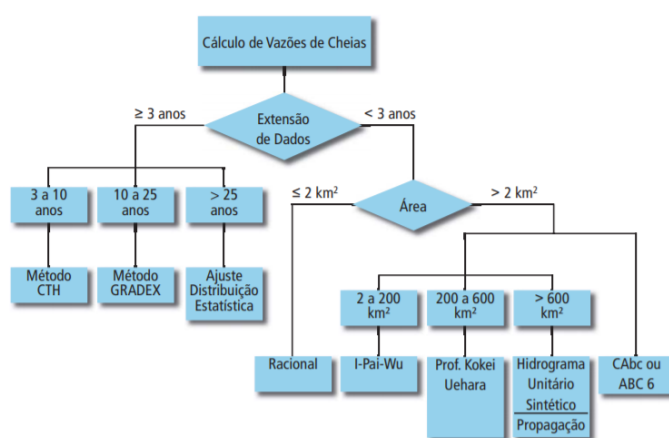 Cálculo de Vazões de Cheias
≥ 3 anos
< 3 anos
Extensão
de Dados
3 a 10
anos
10 a 25
anos
> 25
anos
≤ 2 km²
> 2 km²
Área
Método
CTH
Método
GRADEX
Ajuste
Distribuição
Estatística
2 a 200
km²
200 a 600
km²
> 600
km²
Racional
I-Pai-Wu
Prof. Kokei
Uehara
Hidrograma
Unitário
Sintético
Propagação
CAbc ou
ABC 6